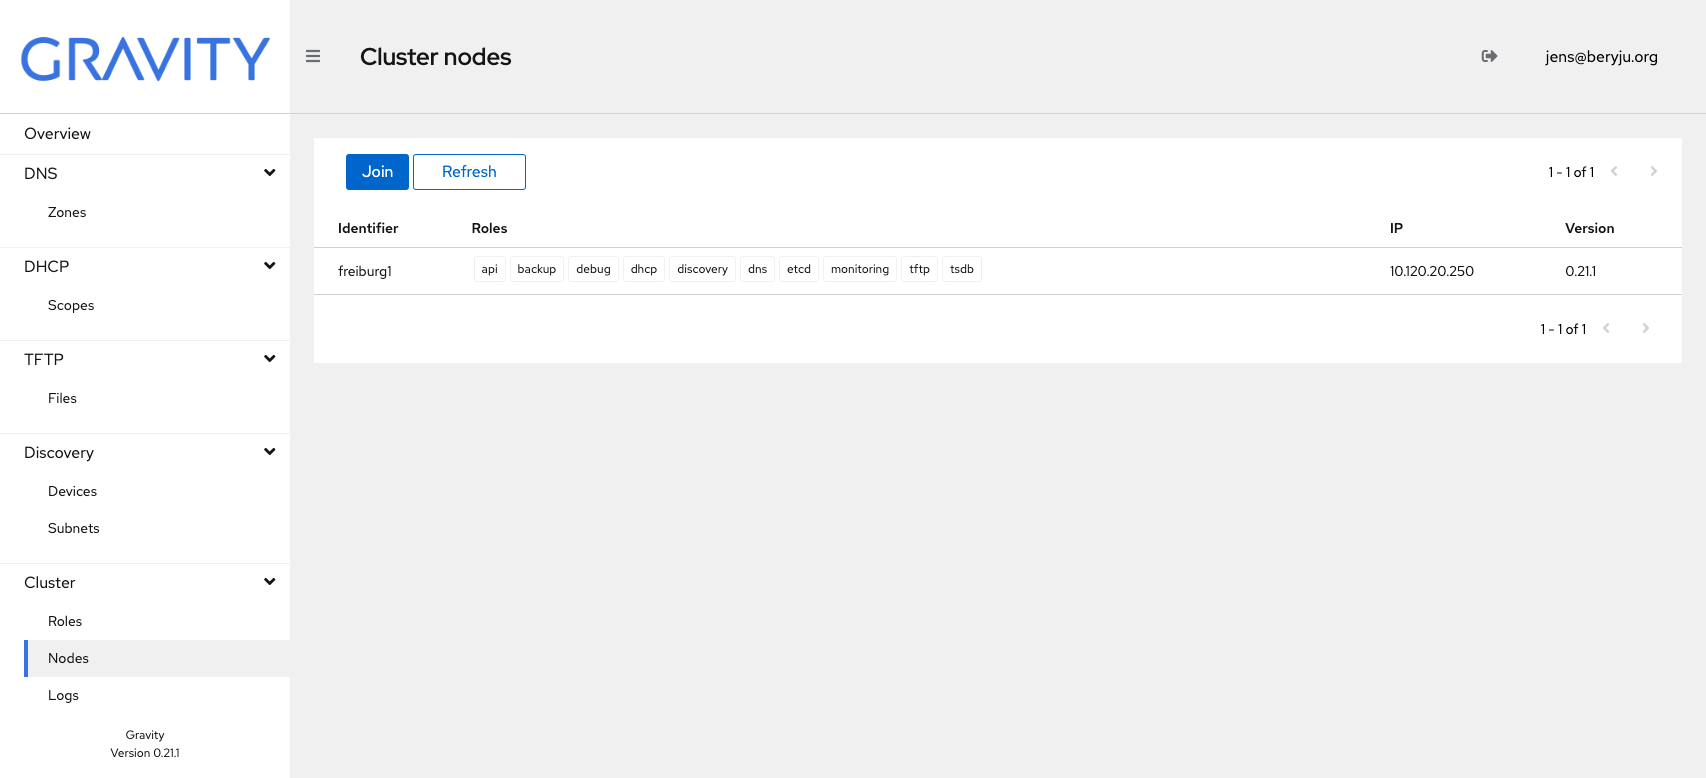 GRAVITY
Cluster nodes
jens@beryju.org
Overview
DNS
Zones
DHCP
Scopes
TFTP
Files
Discovery
Devices
Subnets
Cluster
Roles
Nodes
Logs
Gravity
Version 0.21.1
Join Refresh 1 - 1 of 1
Identifier Roles IP Version
freiburg1 api backup debug dhcp discovery dns etcd monitoring tftp tsdb 10.120.20.250 0.21.1
1 - 1 of 1